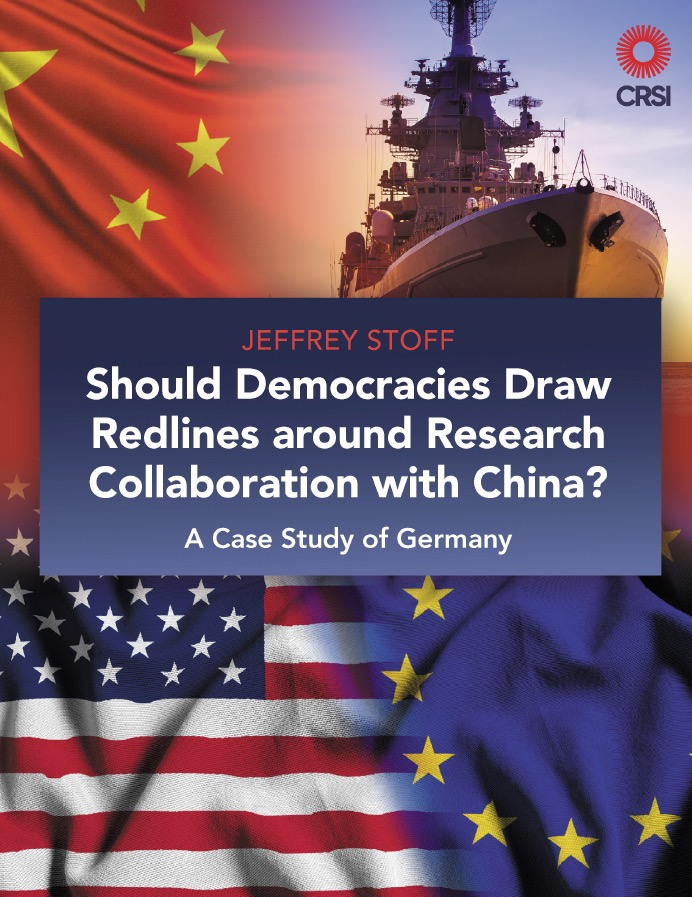 CRSI
JEFFREY STOFF
Should Democracies Draw
Redlines around Research
Collaboration with China?
A Case Study of Germany